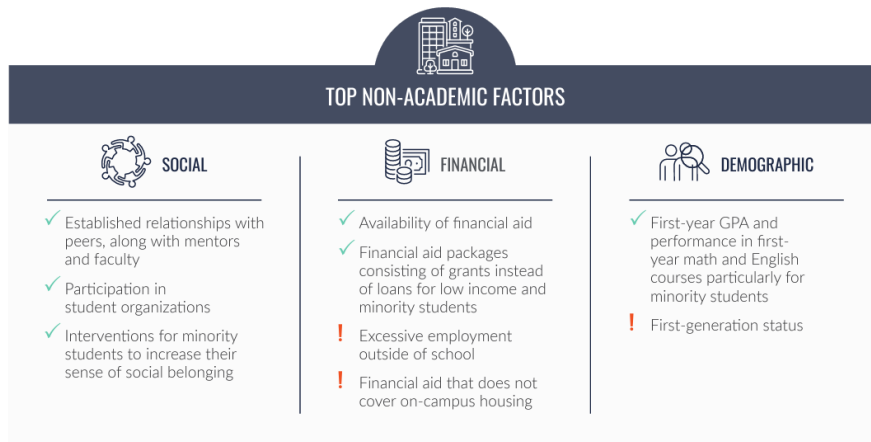 TOP NON-ACADEMIC FACTORS
SOCIAL
Established relationships with
peers, along with mentors
and faculty
Participation in
student organizations
Interventions for minority
students to increase their
sense of social belonging
FINANCIAL
Availability of financial aid
Financial aid packages
consisting of grants instead
of loans for low income and
minority students
! Excessive employment
outside of school
! Financial aid that does not
cover on-campus housing
DEMOGRAPHIC
First-year GPA and
performance in first-
year math and English
courses particularly for
minority students
! First-generation status